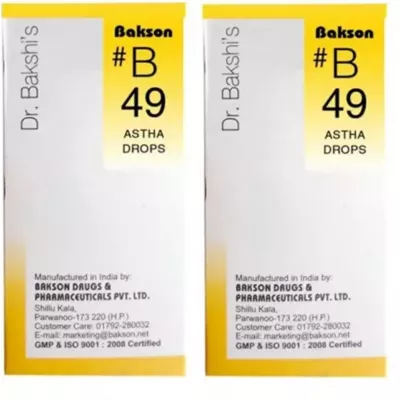 Dr. Bakshi's
Bakson
#B
49
ASTHA
DROPS
Manufactured in India by:
BAKSON DRUGS &
PHARMACEUTICALS PVT. LTD.
Shillu Kala,
Parwanoo-173 220 (H.P.)
Customer Care: 01792-280032
E-mail: marketing@bakson.net
GMP & ISO 9001 : 2008 Certified
Dr. Bakshi's
Bakson
#B
49
ASTHA
DROPS
Manufactured in India by:
BAKSON DRUGS &
PHARMACEUTICALS PVT. LTD.
Shillu Kala,
Parwanoo-173 220 (H.P.)
Customer Care: 01792-280032
E-mail: marketing@bakson.net
GMP & ISO 9001 : 2008 Certified